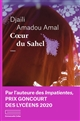 Djaïli
Amadou Amal
Cœur
du Sahel
Par l'autrice des Impatientes,
PRIX GONCOURT
DES LYCÉENS 2020